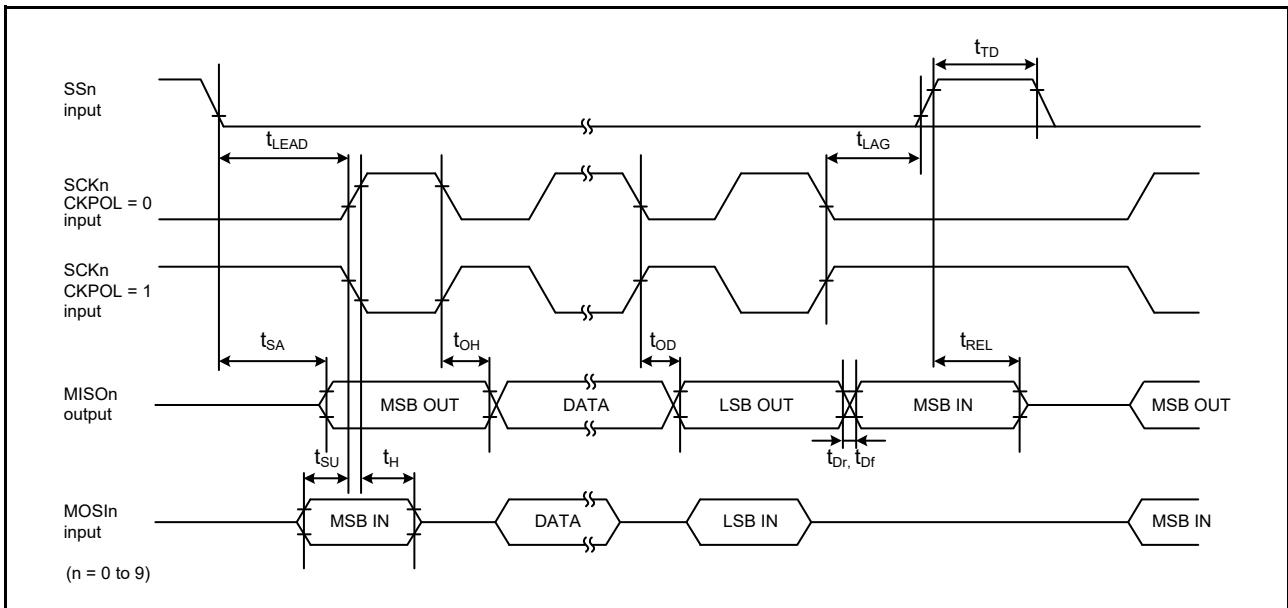 SSn
input
tTD
tLEAD
tLAG
SCKn
CKPOL = 0
input
SCKn
CKPOL = 1
input
tSA
tOH
tOD
tREL
MISOn
output
MSB OUT
DATA
LSB OUT
MSB IN
MSB OUT
tSU
tH
tDr, tDf
MOSIn
input
MSB IN
DATA
LSB IN
MSB IN
(n = 0 to 9)